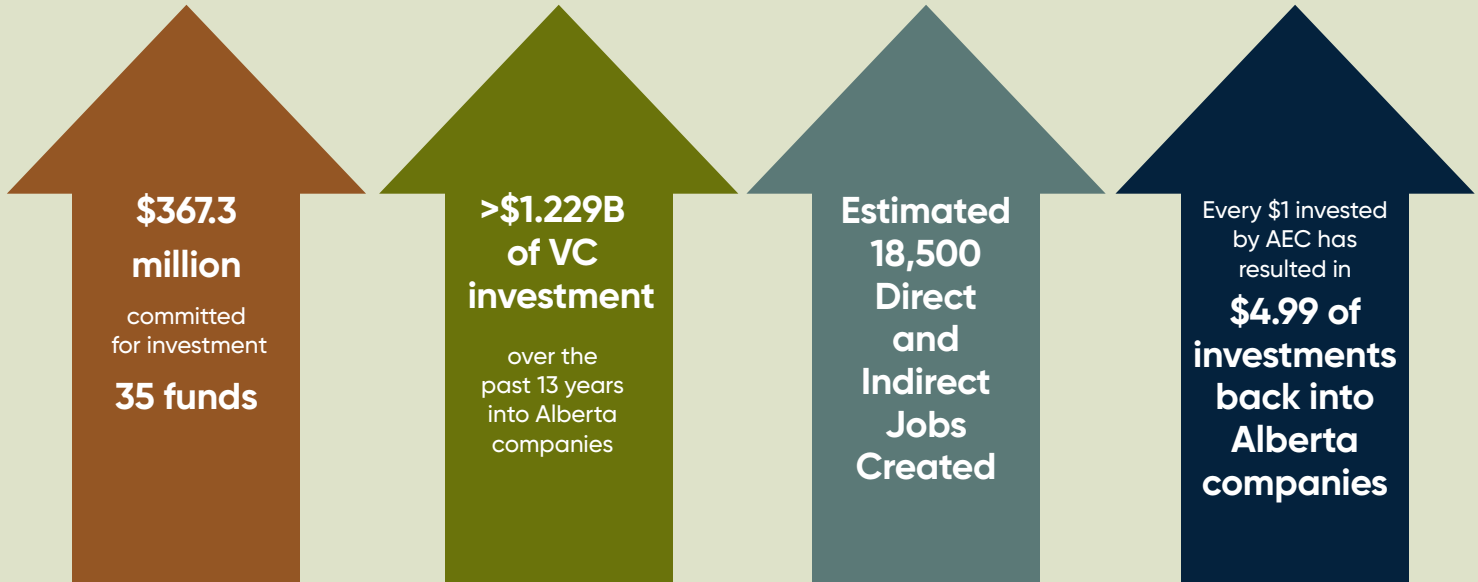 $367.3
million
committed
for investment
35 funds
>$1.229B
of VC
investment
over the
past 13 years
into Alberta
companies
Estimated
18,500
Direct
and
Indirect
Jobs
Created
Every $1 invested
by AEC has
resulted in
$4.99 of
investments
back into
Alberta
companies